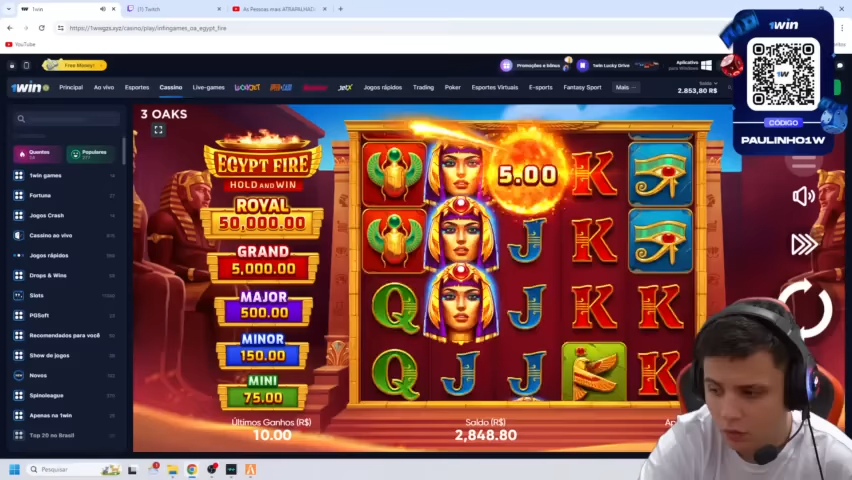 1win
(1) Twitch
As Pessoas mais ATRAPALHAD
https://1wwgzs.xyz/casino/play/infingames_oa_egypt_fire
YouTube
1win
Free Money!
Promoções e bônus
1win Lucky Drive
Aplicativo
para Windows
Principal
Ao vivo
Esportes
Cassino
Live-games
JETX
Jogos rápidos
Trading
Poker
Esportes Virtuais
E-sports
Fantasy Sport
Mais
Saldo
2.853,80 R$
1win
CÓDIGO
PAULINHO1W
Quentes
Populares
1win games
Fortuna
Jogos Crash
Cassino ao vivo
Jogos rápidos
Drops & Wins
Slots
PGSoft
Recomendados para você
Show de jogos
Novos
Spinoleague
Apenas na 1win
Top 20 no Brasil
3 OAKS
EGYPT FIRE
HOLD AND WIN
ROYAL
50,000.00
GRAND
5,000.00
MAJOR
500.00
MINOR
150.00
MINI
75.00
5.00
K
J
K
Q
J
K
K
Q
J
J
K
Últimos Ganhos (R$)
10.00
Saldo (R$)
2,848.80
Pesquisar